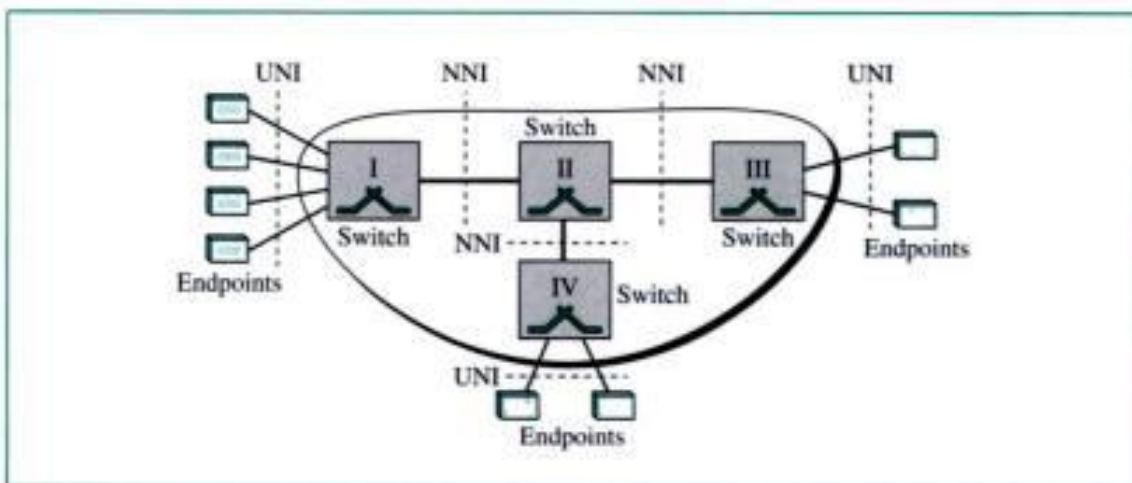 UNI
NNI
NNI
UNI
Switch
I
II
III
Switch
NNI
Switch
Endpoints
Endpoints
IV
Switch
UNI
Endpoints